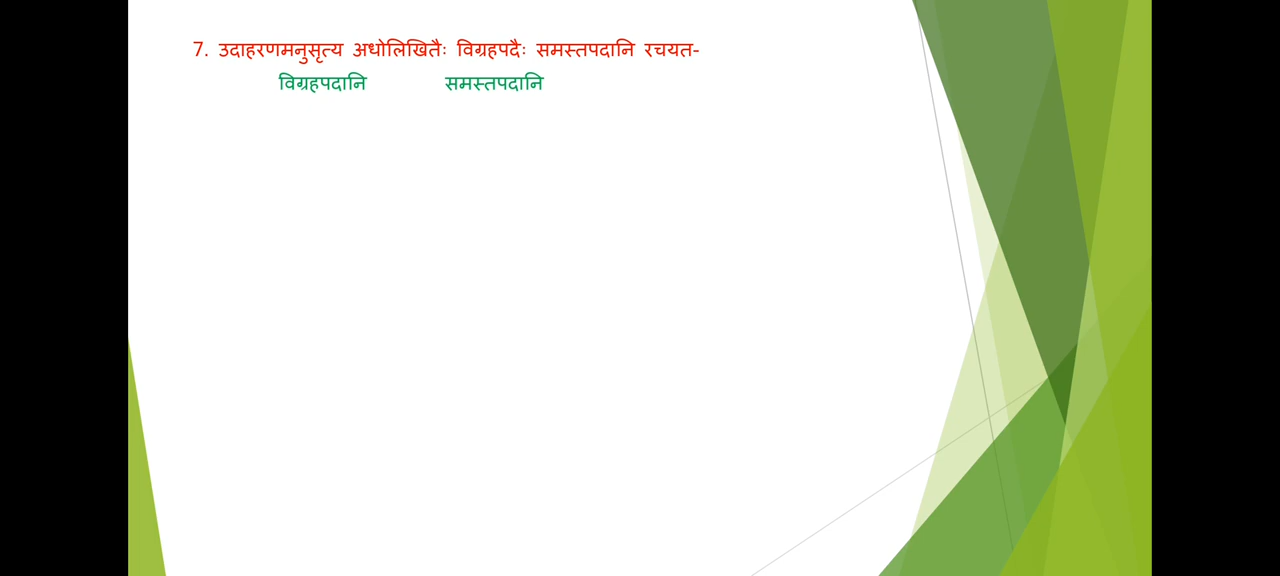 7. उदाहरणमनुसृत्य अधोलिखितैः विग्रहपदैः समस्तपदानि रचयत-
विग्रहपदानि समस्तपदानि